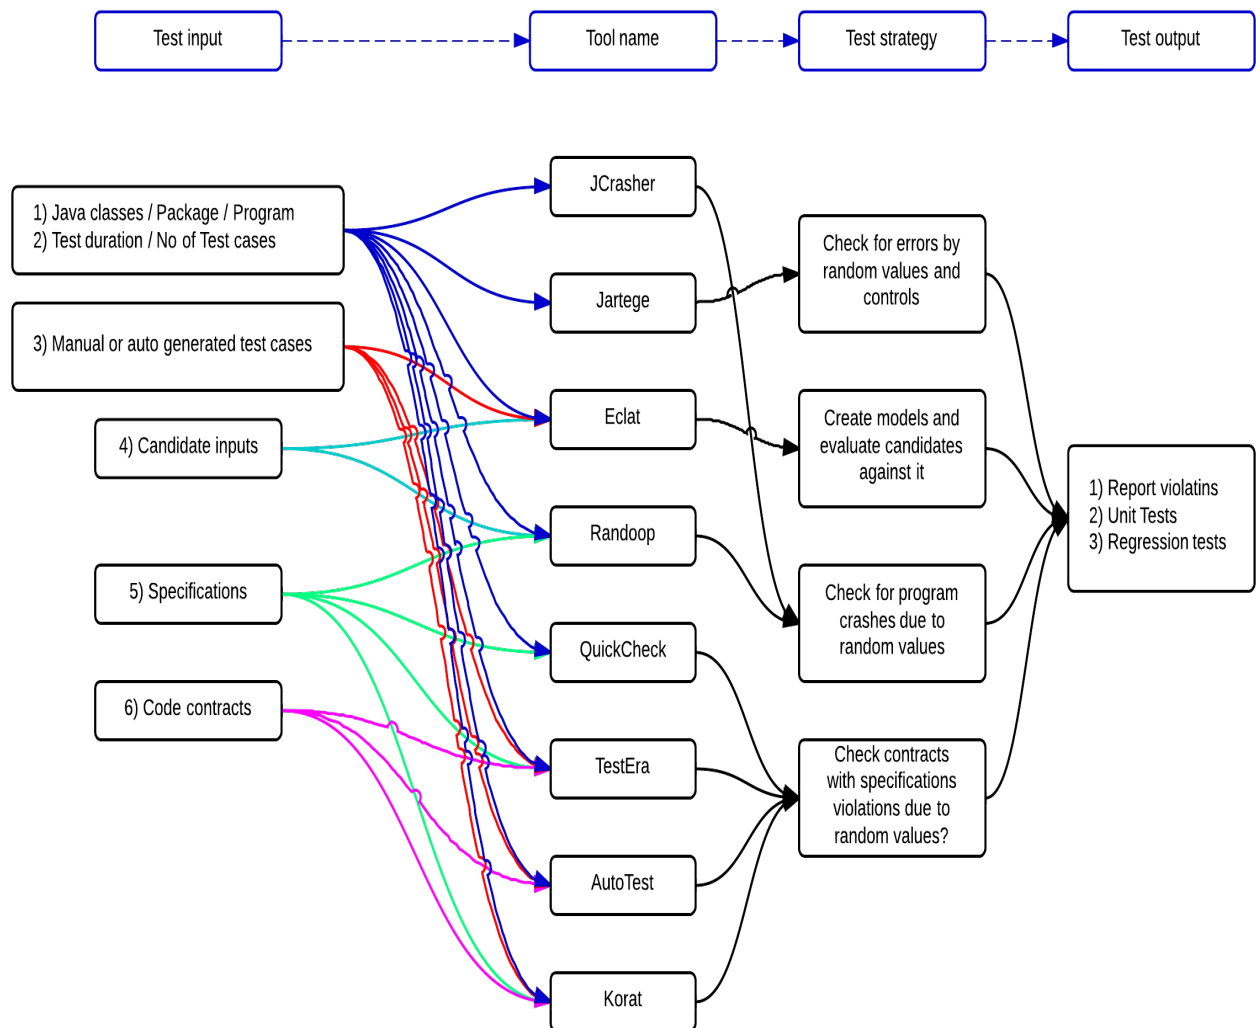 Test input
Tool name
Test strategy
Test output
1) Java classes / Package / Program
2) Test duration / No of Test cases
3) Manual or auto generated test cases
4) Candidate inputs
5) Specifications
6) Code contracts
JCrasher
Jartege
Eclat
Randoop
QuickCheck
TestEra
AutoTest
Korat
Check for errors by
random values and
controls
Create models and
evaluate candidates
against it
Check for program
crashes due to
random values
Check contracts
with specifications
violations due to
random values?
1) Report violatins
2) Unit Tests
3) Regression tests